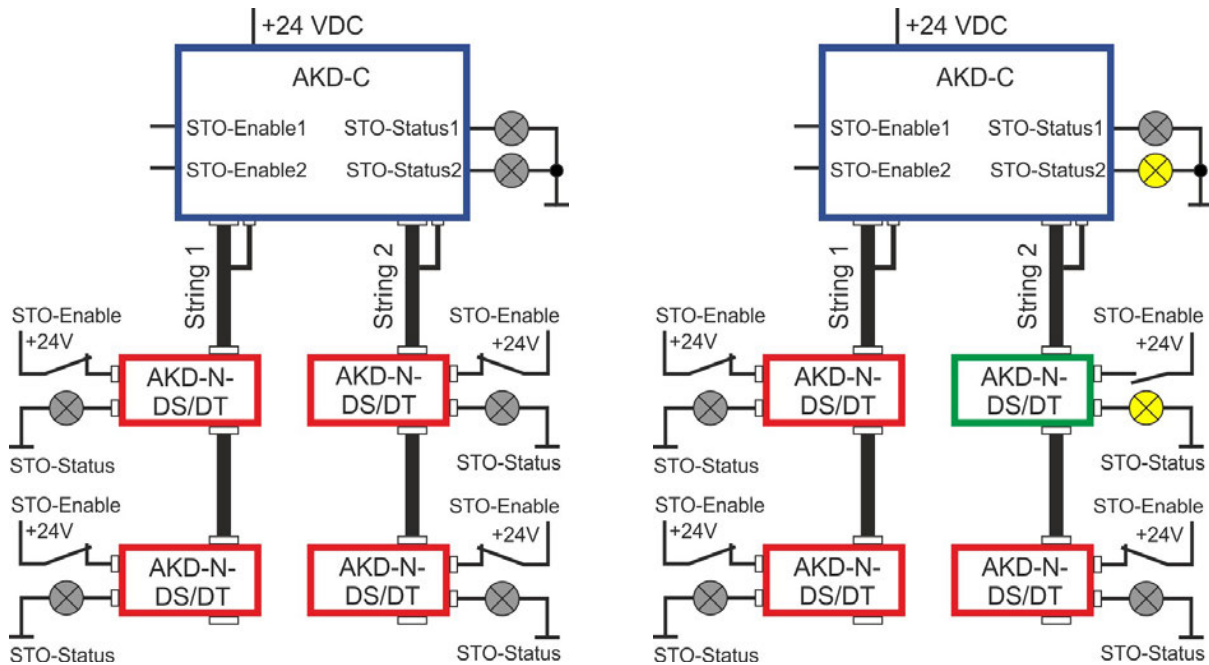 +24 VDC
AKD-C
STO-Enable1
STO-Status1
STO-Enable2
STO-Status2
String 1
String 2
STO-Enable
+24V
AKD-N-
DS/DT
STO-Status
STO-Enable
+24V
AKD-N-
DS/DT
STO-Status
STO-Enable
+24V
AKD-N-
DS/DT
STO-Status
STO-Enable
+24V
AKD-N-
DS/DT
STO-Status
+24 VDC
AKD-C
STO-Enable1
STO-Status1
STO-Enable2
STO-Status2
String 1
String 2
STO-Enable
+24V
AKD-N-
DS/DT
STO-Status
STO-Enable
+24V
AKD-N-
DS/DT
STO-Status
STO-Enable
+24V
AKD-N-
DS/DT
STO-Status
STO-Enable
+24V
AKD-N-
DS/DT
STO-Status